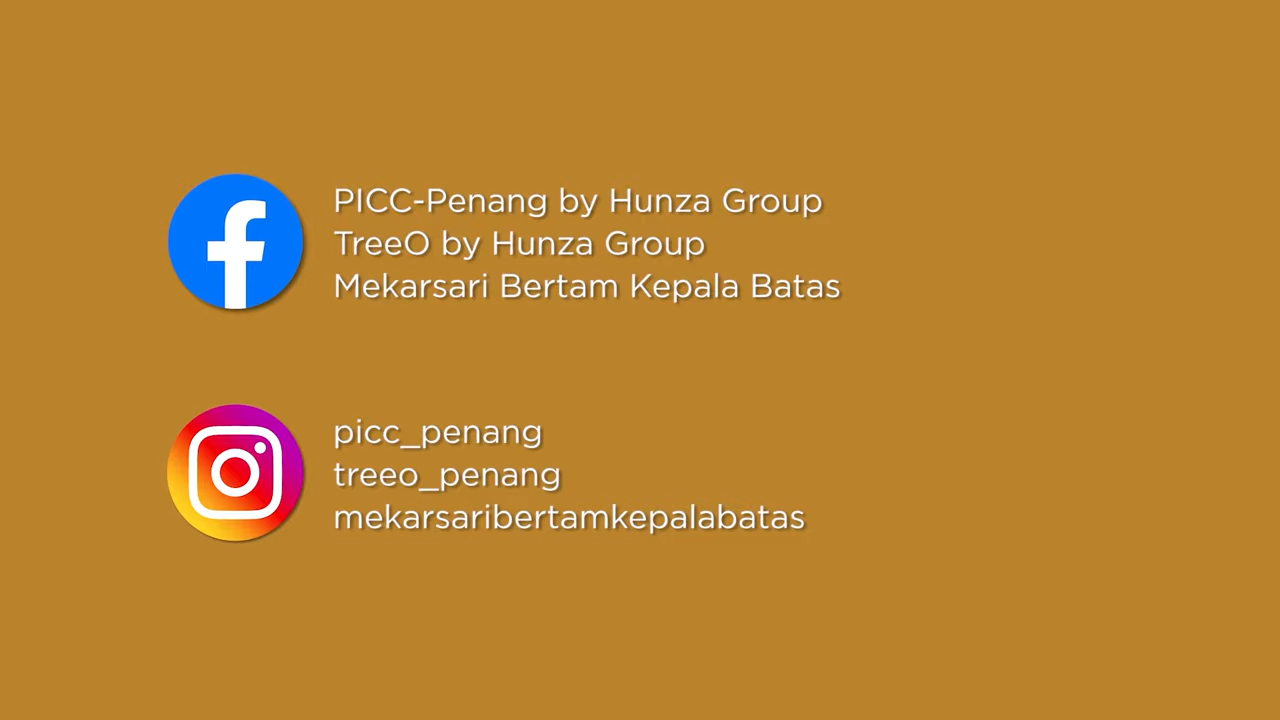 PICC-Penang by Hunza Group
TreeO by Hunza Group
Mekarsari Bertam Kepala Batas
picc_penang
treeo_penang
mekarsaribertamkepalabatas